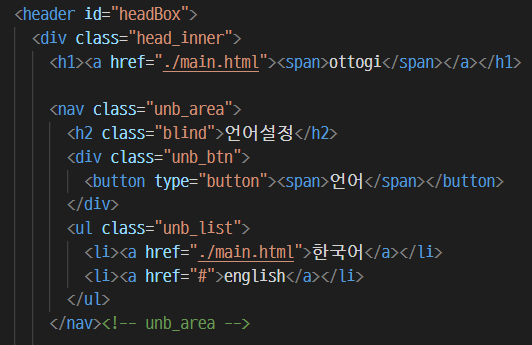 <header id="headBox">
<div class="head_inner">
<h1><a href="./main.html"><span>ottogi</span></a></h1>
<nav class="unb_area">
<h2 class="blind">언어설정</h2>
<div class="unb_btn">
<button type="button"><span>언어</span></button>
</div>
<ul class="unb_list">
<li><a href="./main.html">한국어</a></li>
<li><a href="#">english</a></li>
</ul>
</nav><!-- unb_area -->